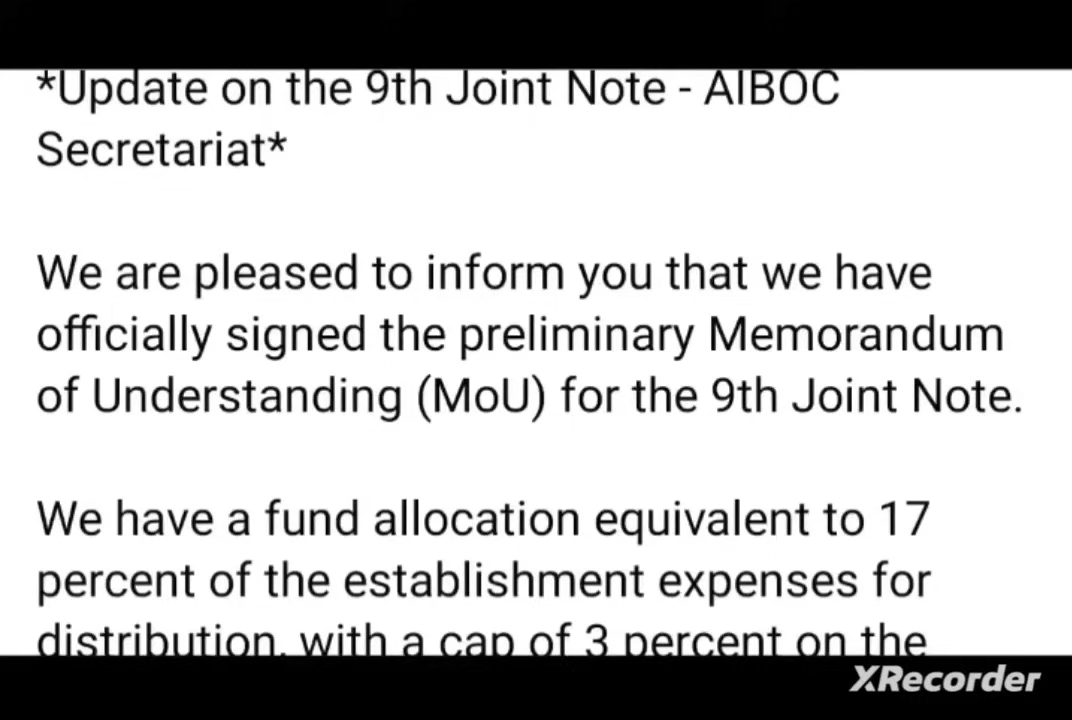 *Update on the 9th Joint Note - AIBOC
Secretariat*
We are pleased to inform you that we have
officially signed the preliminary Memorandum
of Understanding (MoU) for the 9th Joint Note.
We have a fund allocation equivalent to 17
percent of the establishment expenses for
distribution, with a cap of 3 percent on the
XRecorder